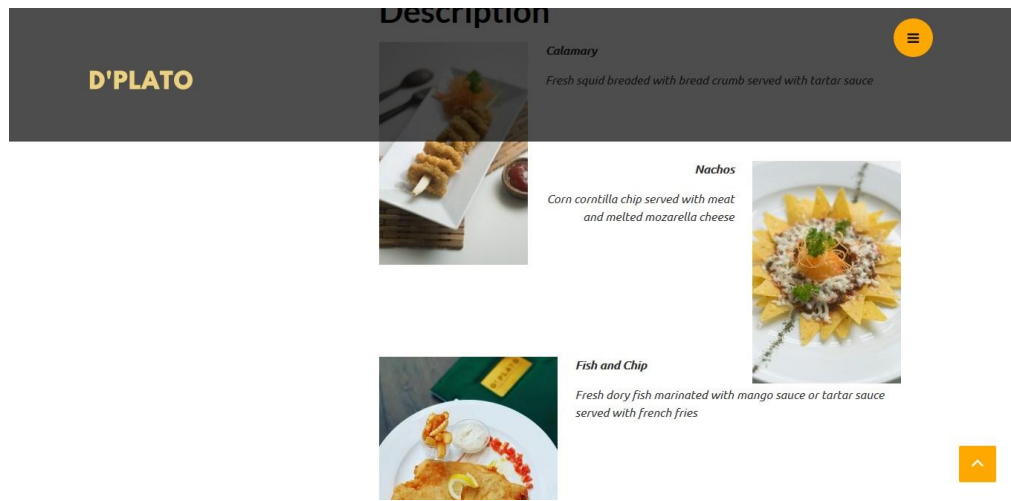 Description
D'PLATO
Calamary
Fresh squid breaded with bread crumb served with tartar sauce
Nachos
Corn corntilla chip served with meat
and melted mozarella cheese
D'PLATO
Fish and Chip
Fresh dory fish marinated with mango sauce or tartar sauce
served with french fries